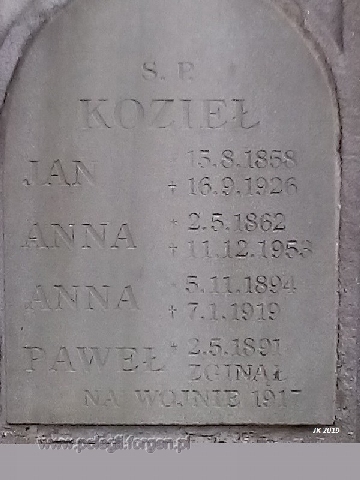 S. P.
KOZIEŁ
JAN * 15.8.1858
+ 16.9.1926
ANNA * 2.5.1862
+ 11.12.1953
ANNA * 5.11.1894
+ 7.1.1919
PAWEŁ * 2.5.1891
ZGINĄŁ
NA WOJNIE 1917
JK 2019
www.polegli.forgen.pl